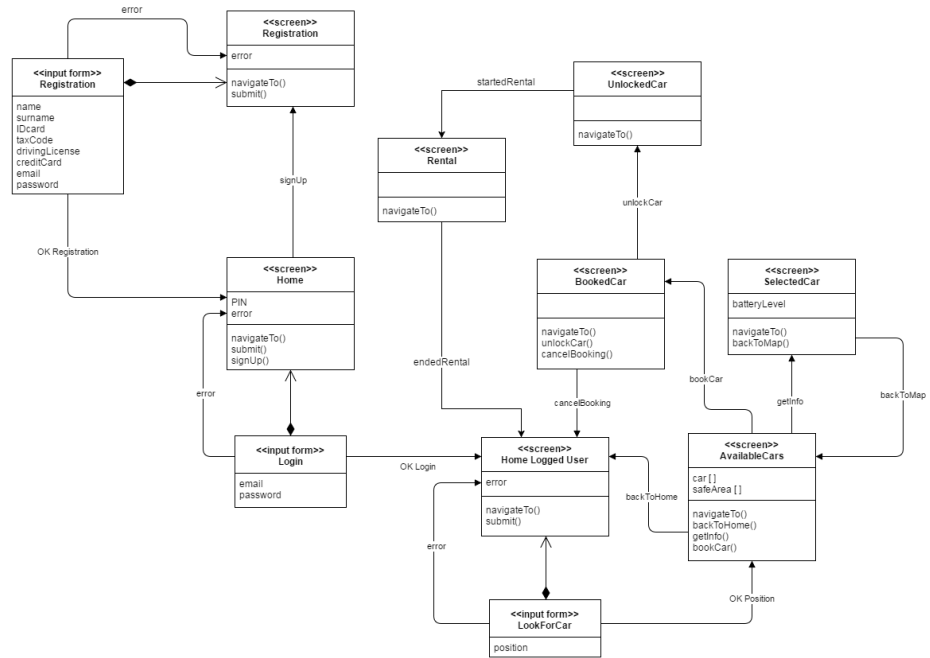 error
<<screen>>
Registration
error
navigateTo()
submit()
<<input form>>
Registration
name
surname
IDcard
taxCode
drivingLicense
creditCard
email
password
signUp
OK Registration
<<screen>>
UnlockedCar
navigateTo()
startedRental
<<screen>>
Rental
navigateTo()
unlockCar
<<screen>>
Home
PIN
error
navigateTo()
submit()
signUp()
<<screen>>
BookedCar
navigateTo()
unlockCar()
cancelBooking()
<<screen>>
SelectedCar
batteryLevel
navigateTo()
backToMap()
endedRental
bookCar
getInfo
backToMap
error
cancelBooking
<<input form>>
Login
email
password
OK Login
<<screen>>
Home Logged User
error
navigateTo()
submit()
backToHome
<<screen>>
AvailableCars
car [ ]
safeArea [ ]
navigateTo()
backToHome()
getInfo()
bookCar()
error
OK Position
<<input form>>
LookForCar
position